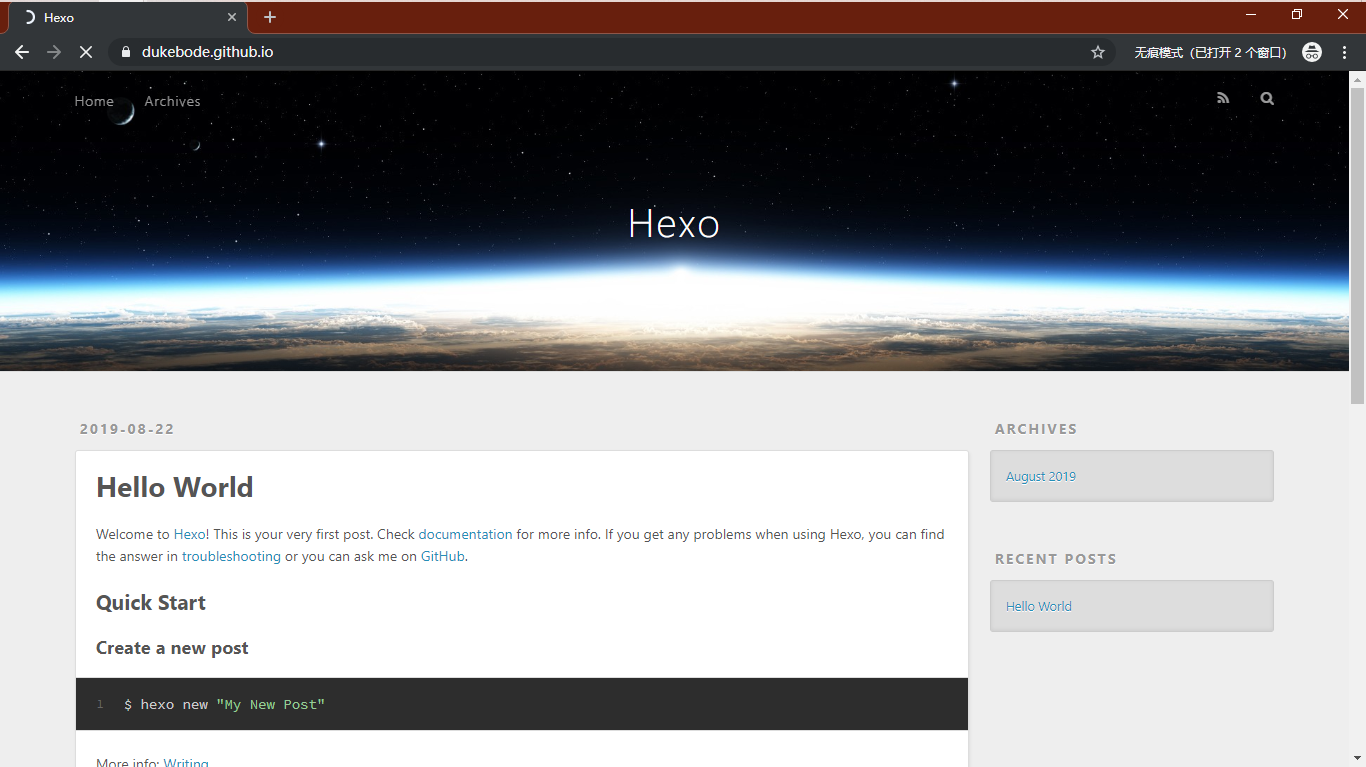 Hexo
dukebode.github.io
无痕模式（已打开 2 个窗口）
Home
Archives
Hexo
2019-08-22
Hello World
Welcome to Hexo! This is your very first post. Check documentation for more info. If you get any problems when using Hexo, you can find
the answer in troubleshooting or you can ask me on GitHub.
Quick Start
Create a new post
1 $ hexo new "My New Post"
More info: Writing
ARCHIVES
August 2019
RECENT POSTS
Hello World